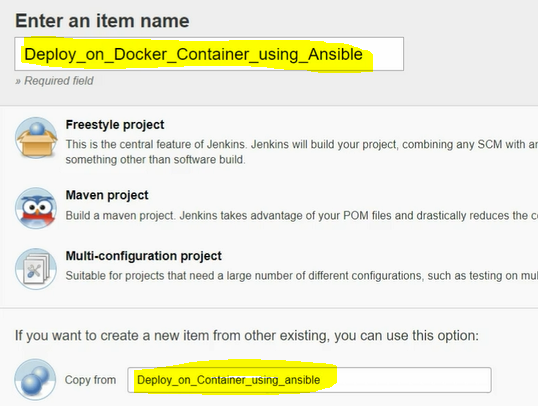 Enter an item name
Deploy_on_Docker_Container_using_Ansible
» Required field
Freestyle project
This is the central feature of Jenkins. Jenkins will build your project, combining any SCM with
something other than software build.
Maven project
Build a maven project. Jenkins takes advantage of your POM files and drastically reduces the
Multi-configuration project
Suitable for projects that need a large number of different configurations, such as testing on
If you want to create a new item from other existing, you can use this option:
Copy from
Deploy_on_Container_using_ansible